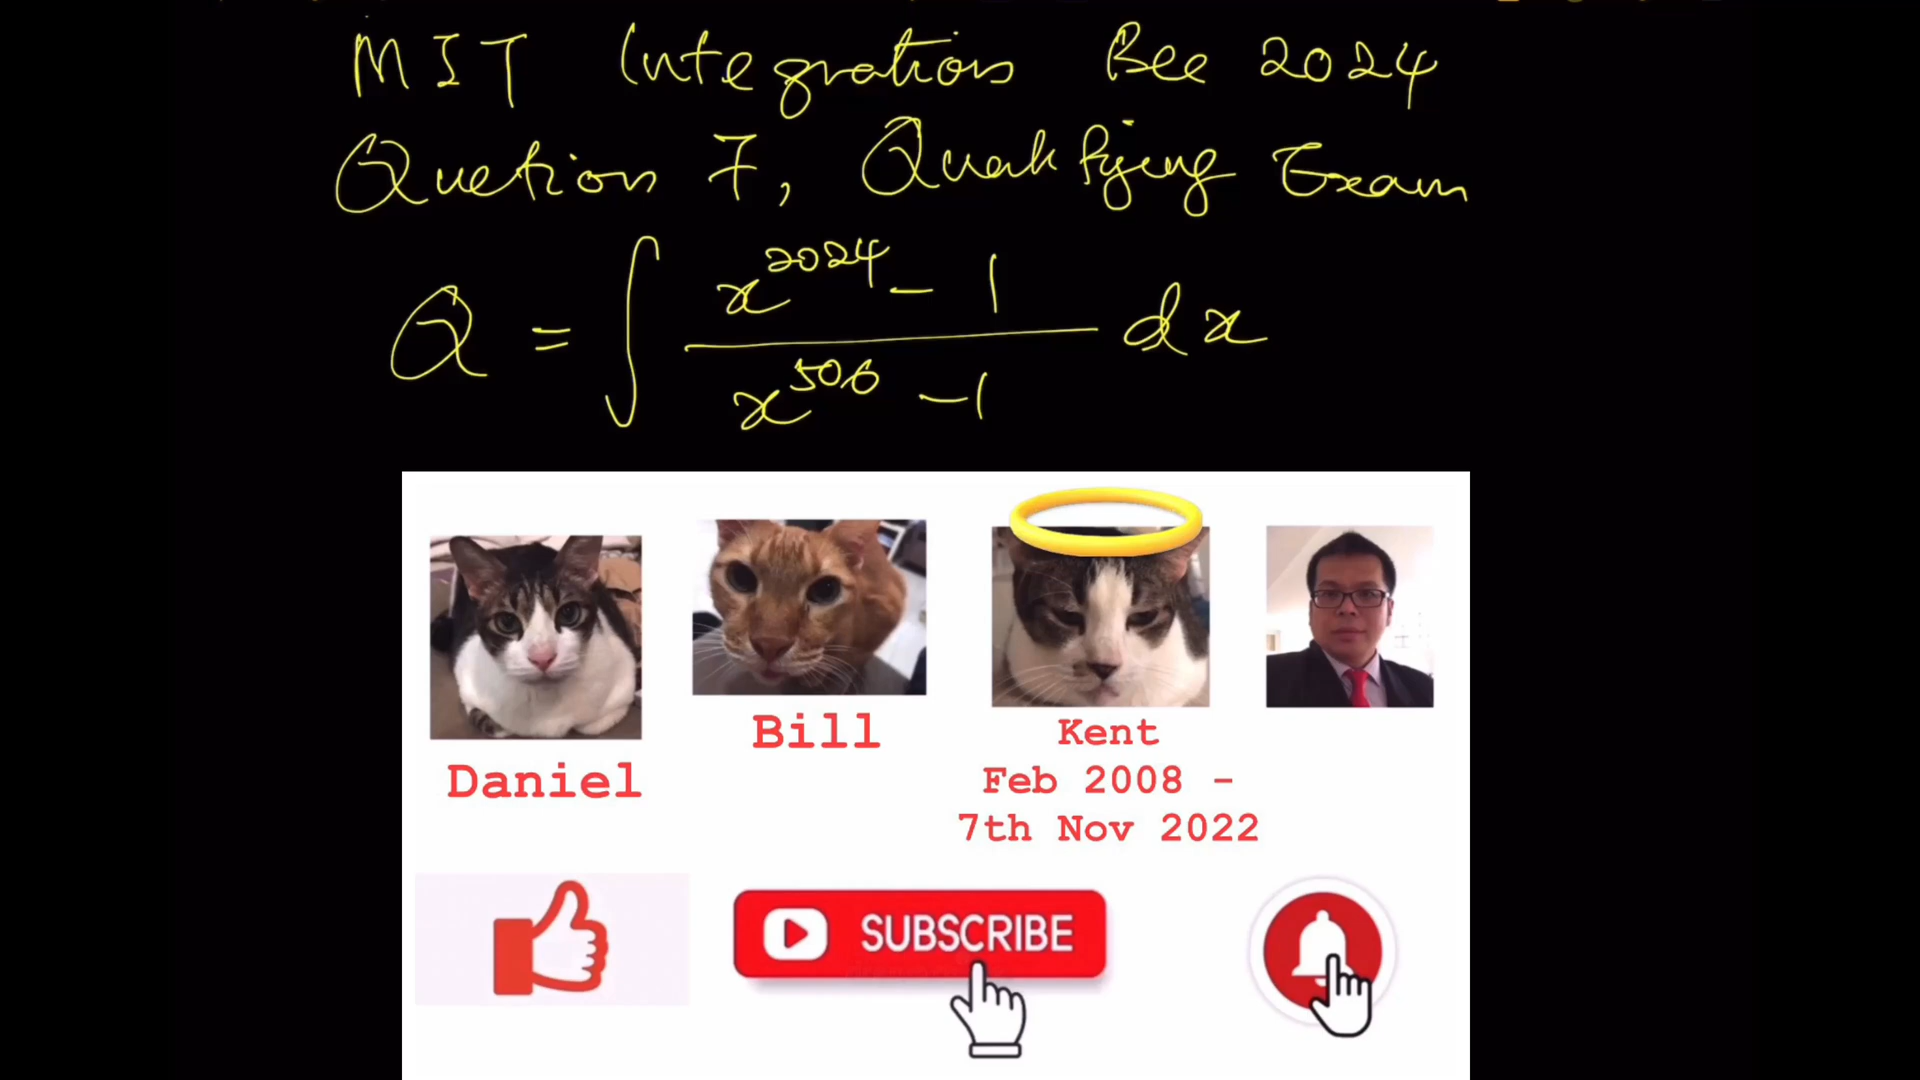 MIT Integration Bee 2024
Quetion 7, Qualifying Exam
Q = ∫ (x^2024 - 1)/(x^506 - 1) dx
Daniel
Bill
Kent
Feb 2008 -
7th Nov 2022
SUBSCRIBE